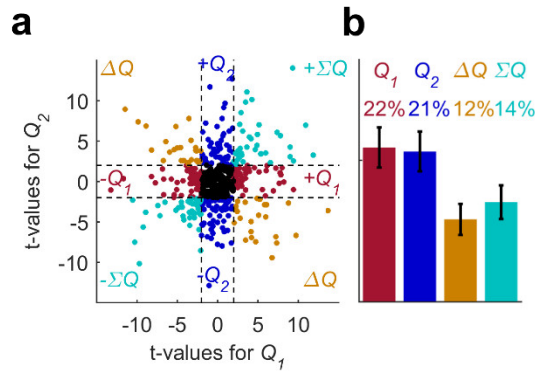 a
ΔQ
+Q2
+ΣQ
t-values for Q2
10
5
0
-5
-10
-Q1
+Q1
-ΣQ
-Q2
ΔQ
-10
-5
0
5
10
t-values for Q1
b
Q1 Q2 ΔQ ΣQ
22% 21% 12% 14%